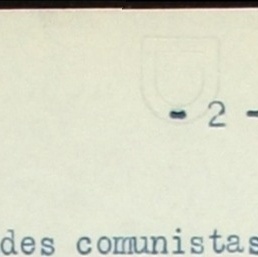 - 2 -
des comunistas